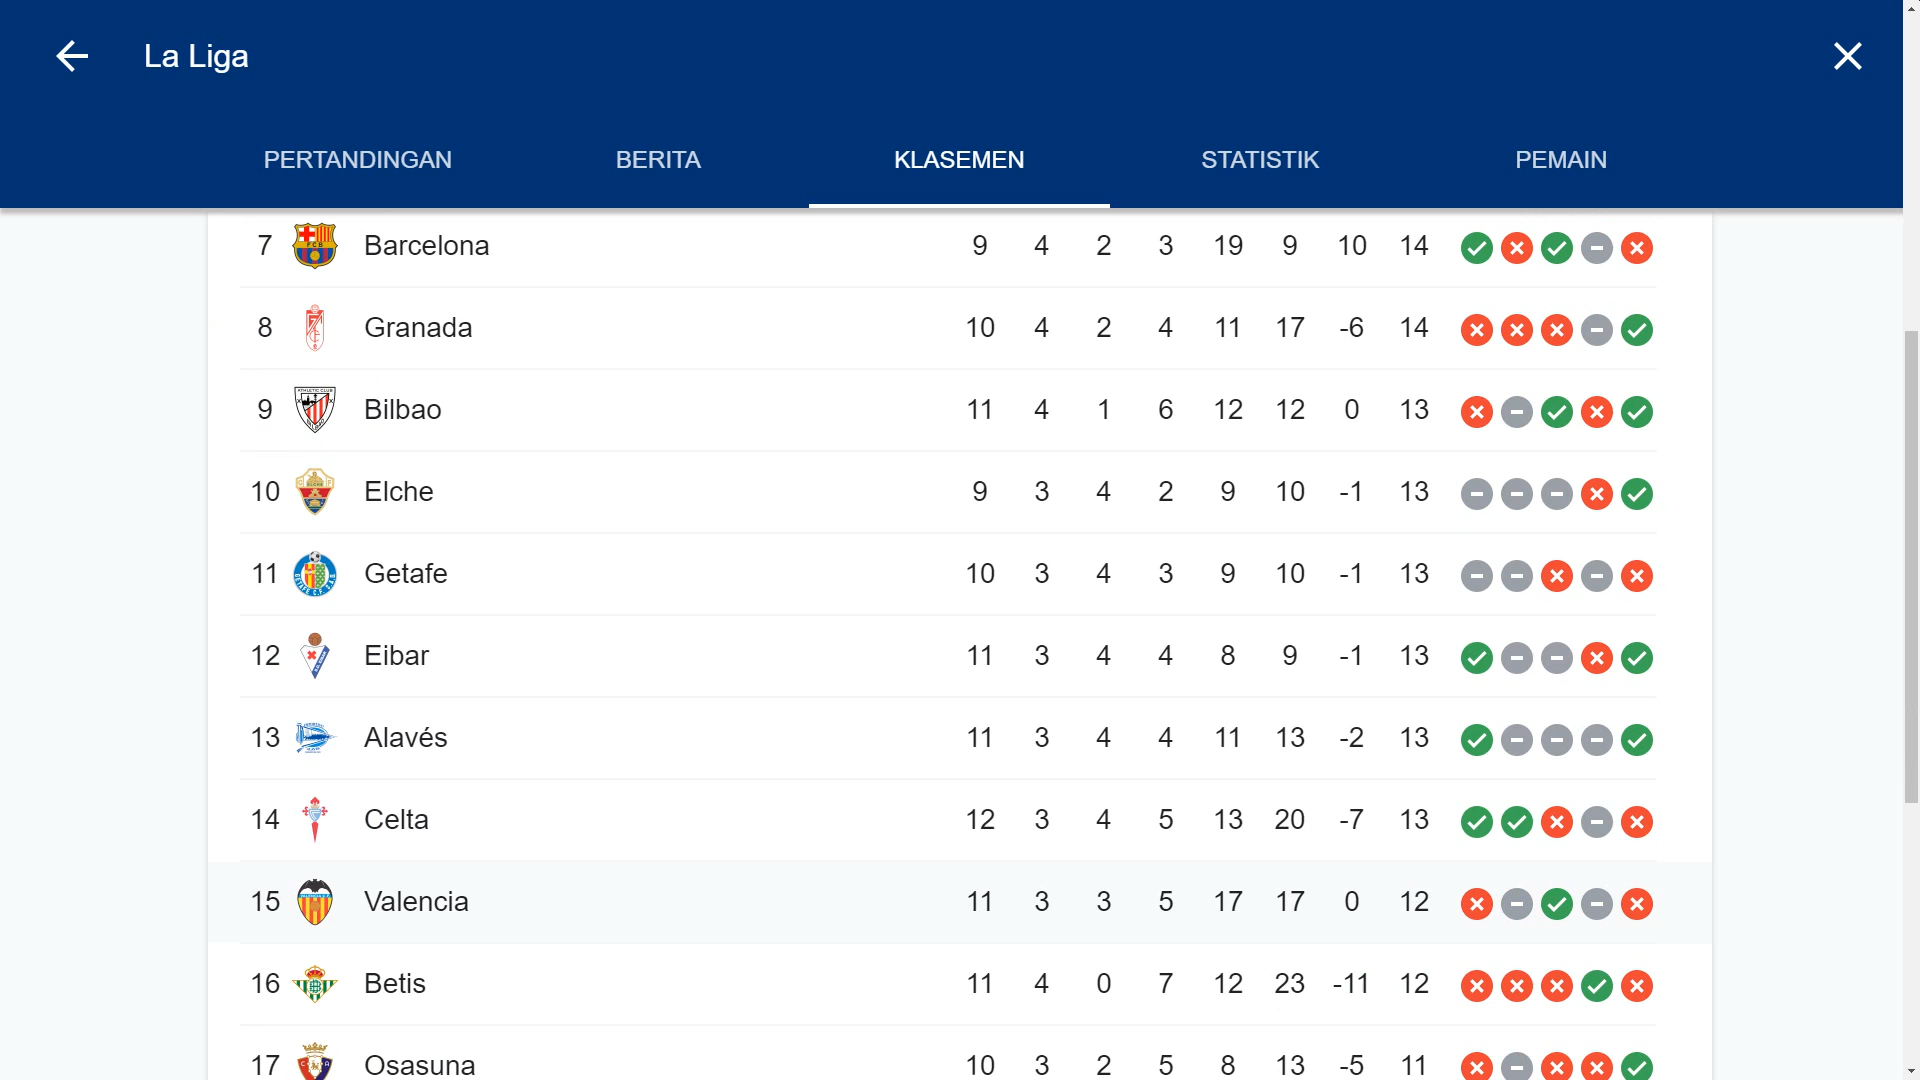 La Liga
PERTANDINGAN BERITA KLASEMEN STATISTIK PEMAIN
7 Barcelona 9 4 2 3 19 9 10 14
8 Granada 10 4 2 4 11 17 -6 14
9 Bilbao 11 4 1 6 12 12 0 13
10 Elche 9 3 4 2 9 10 -1 13
11 Getafe 10 3 4 3 9 10 -1 13
12 Eibar 11 3 4 4 8 9 -1 13
13 Alavés 11 3 4 4 11 13 -2 13
14 Celta 12 3 4 5 13 20 -7 13
15 Valencia 11 3 3 5 17 17 0 12
16 Betis 11 4 0 7 12 23 -11 12
17 Osasuna 10 3 2 5 8 13 -5 11